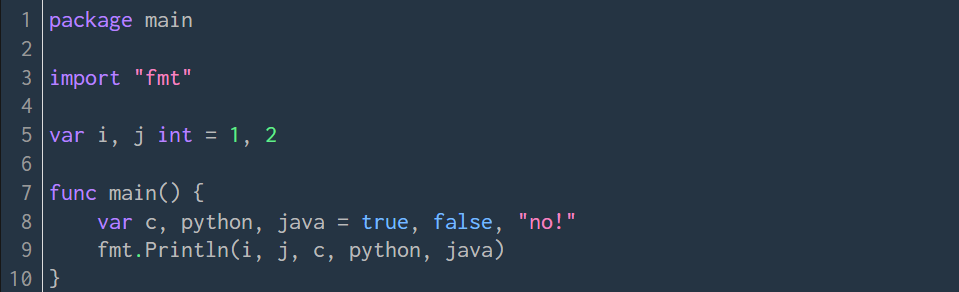 1 package main
2
3 import "fmt"
4
5 var i, j int = 1, 2
6
7 func main() {
8     var c, python, java = true, false, "no!"
9     fmt.Println(i, j, c, python, java)
10 }